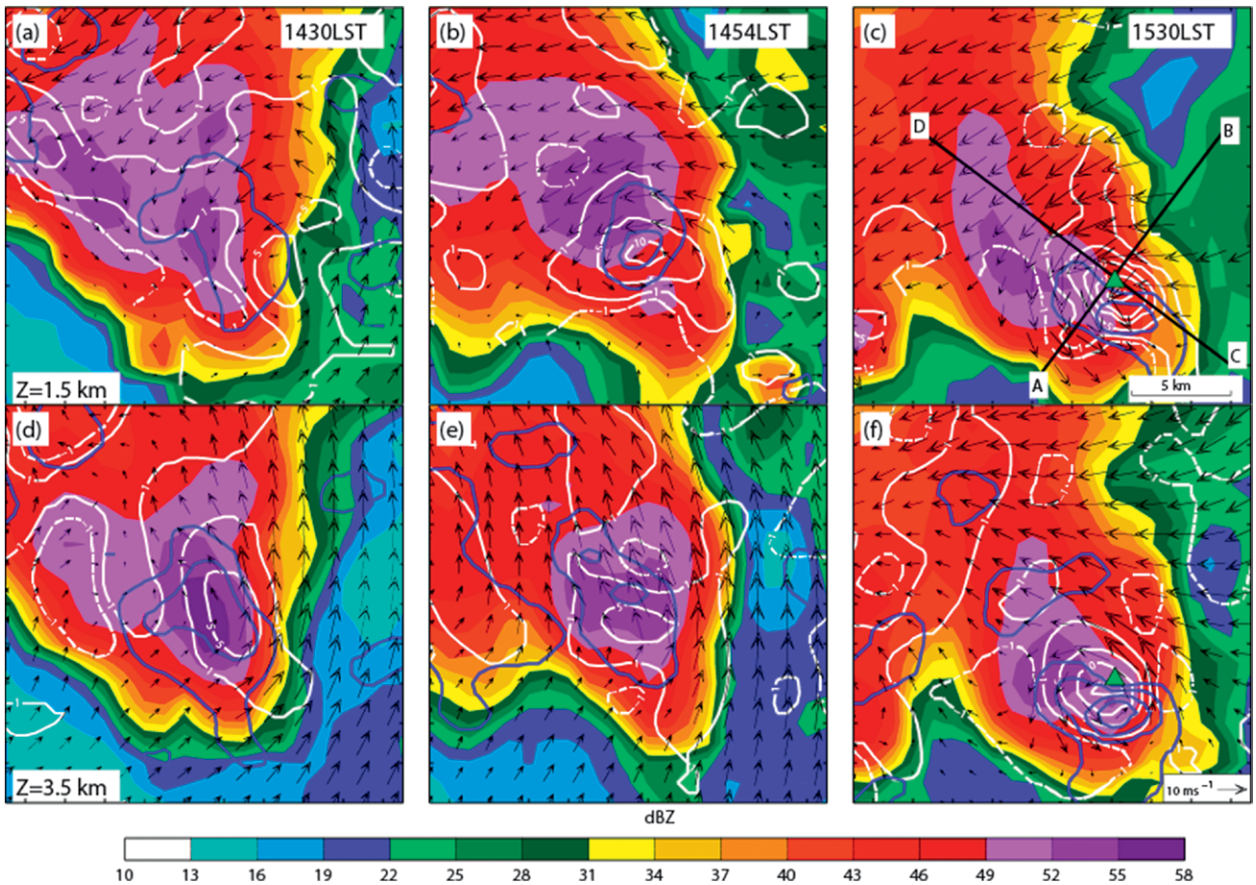 (a) 1430LST
(b) 1454LST
(c) 1530LST
D
B
A
C
5 km
Z=1.5 km
10
(d)
(e)
(f)
Z=3.5 km
10 ms⁻¹
dBZ
10 13 16 19 22 25 28 31 34 37 40 43 46 49 52 55 58